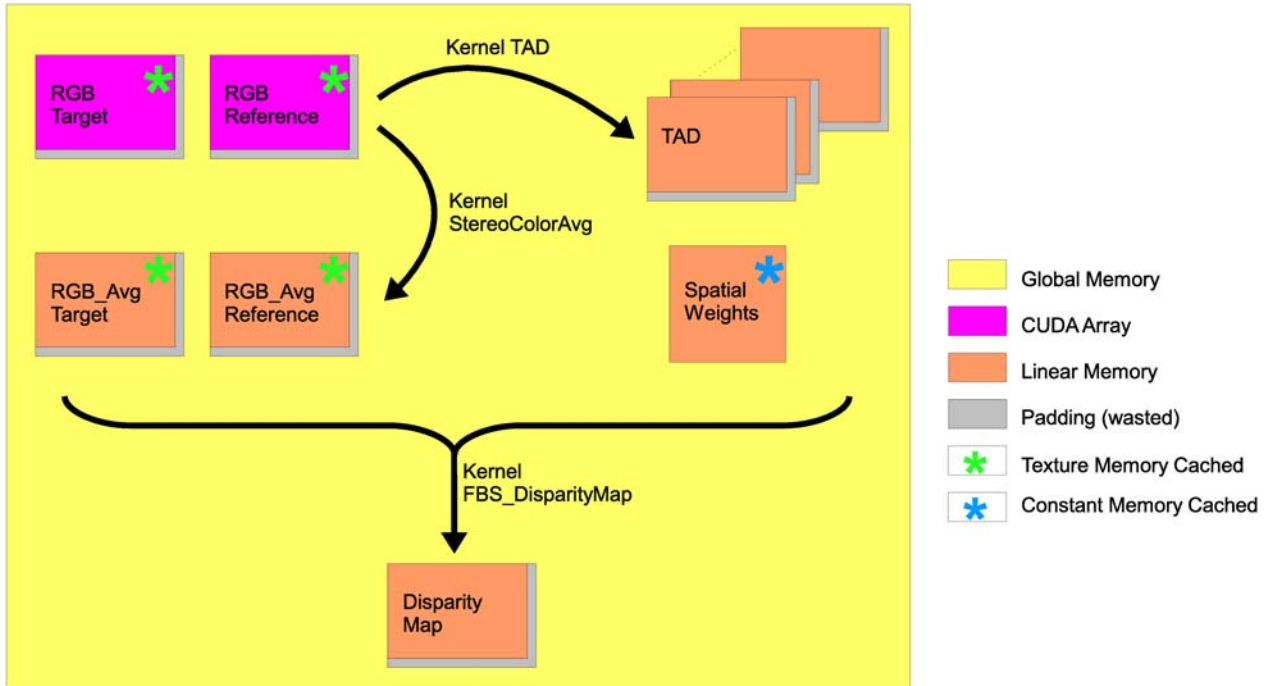 Kernel TAD
RGB
Target
RGB
Reference
TAD
Kernel
StereoColorAvg
RGB_Avg
Target
RGB_Avg
Reference
Spatial
Weights
Kernel
FBS_DisparityMap
Disparity
Map
Global Memory
CUDA Array
Linear Memory
Padding (wasted)
Texture Memory Cached
Constant Memory Cached